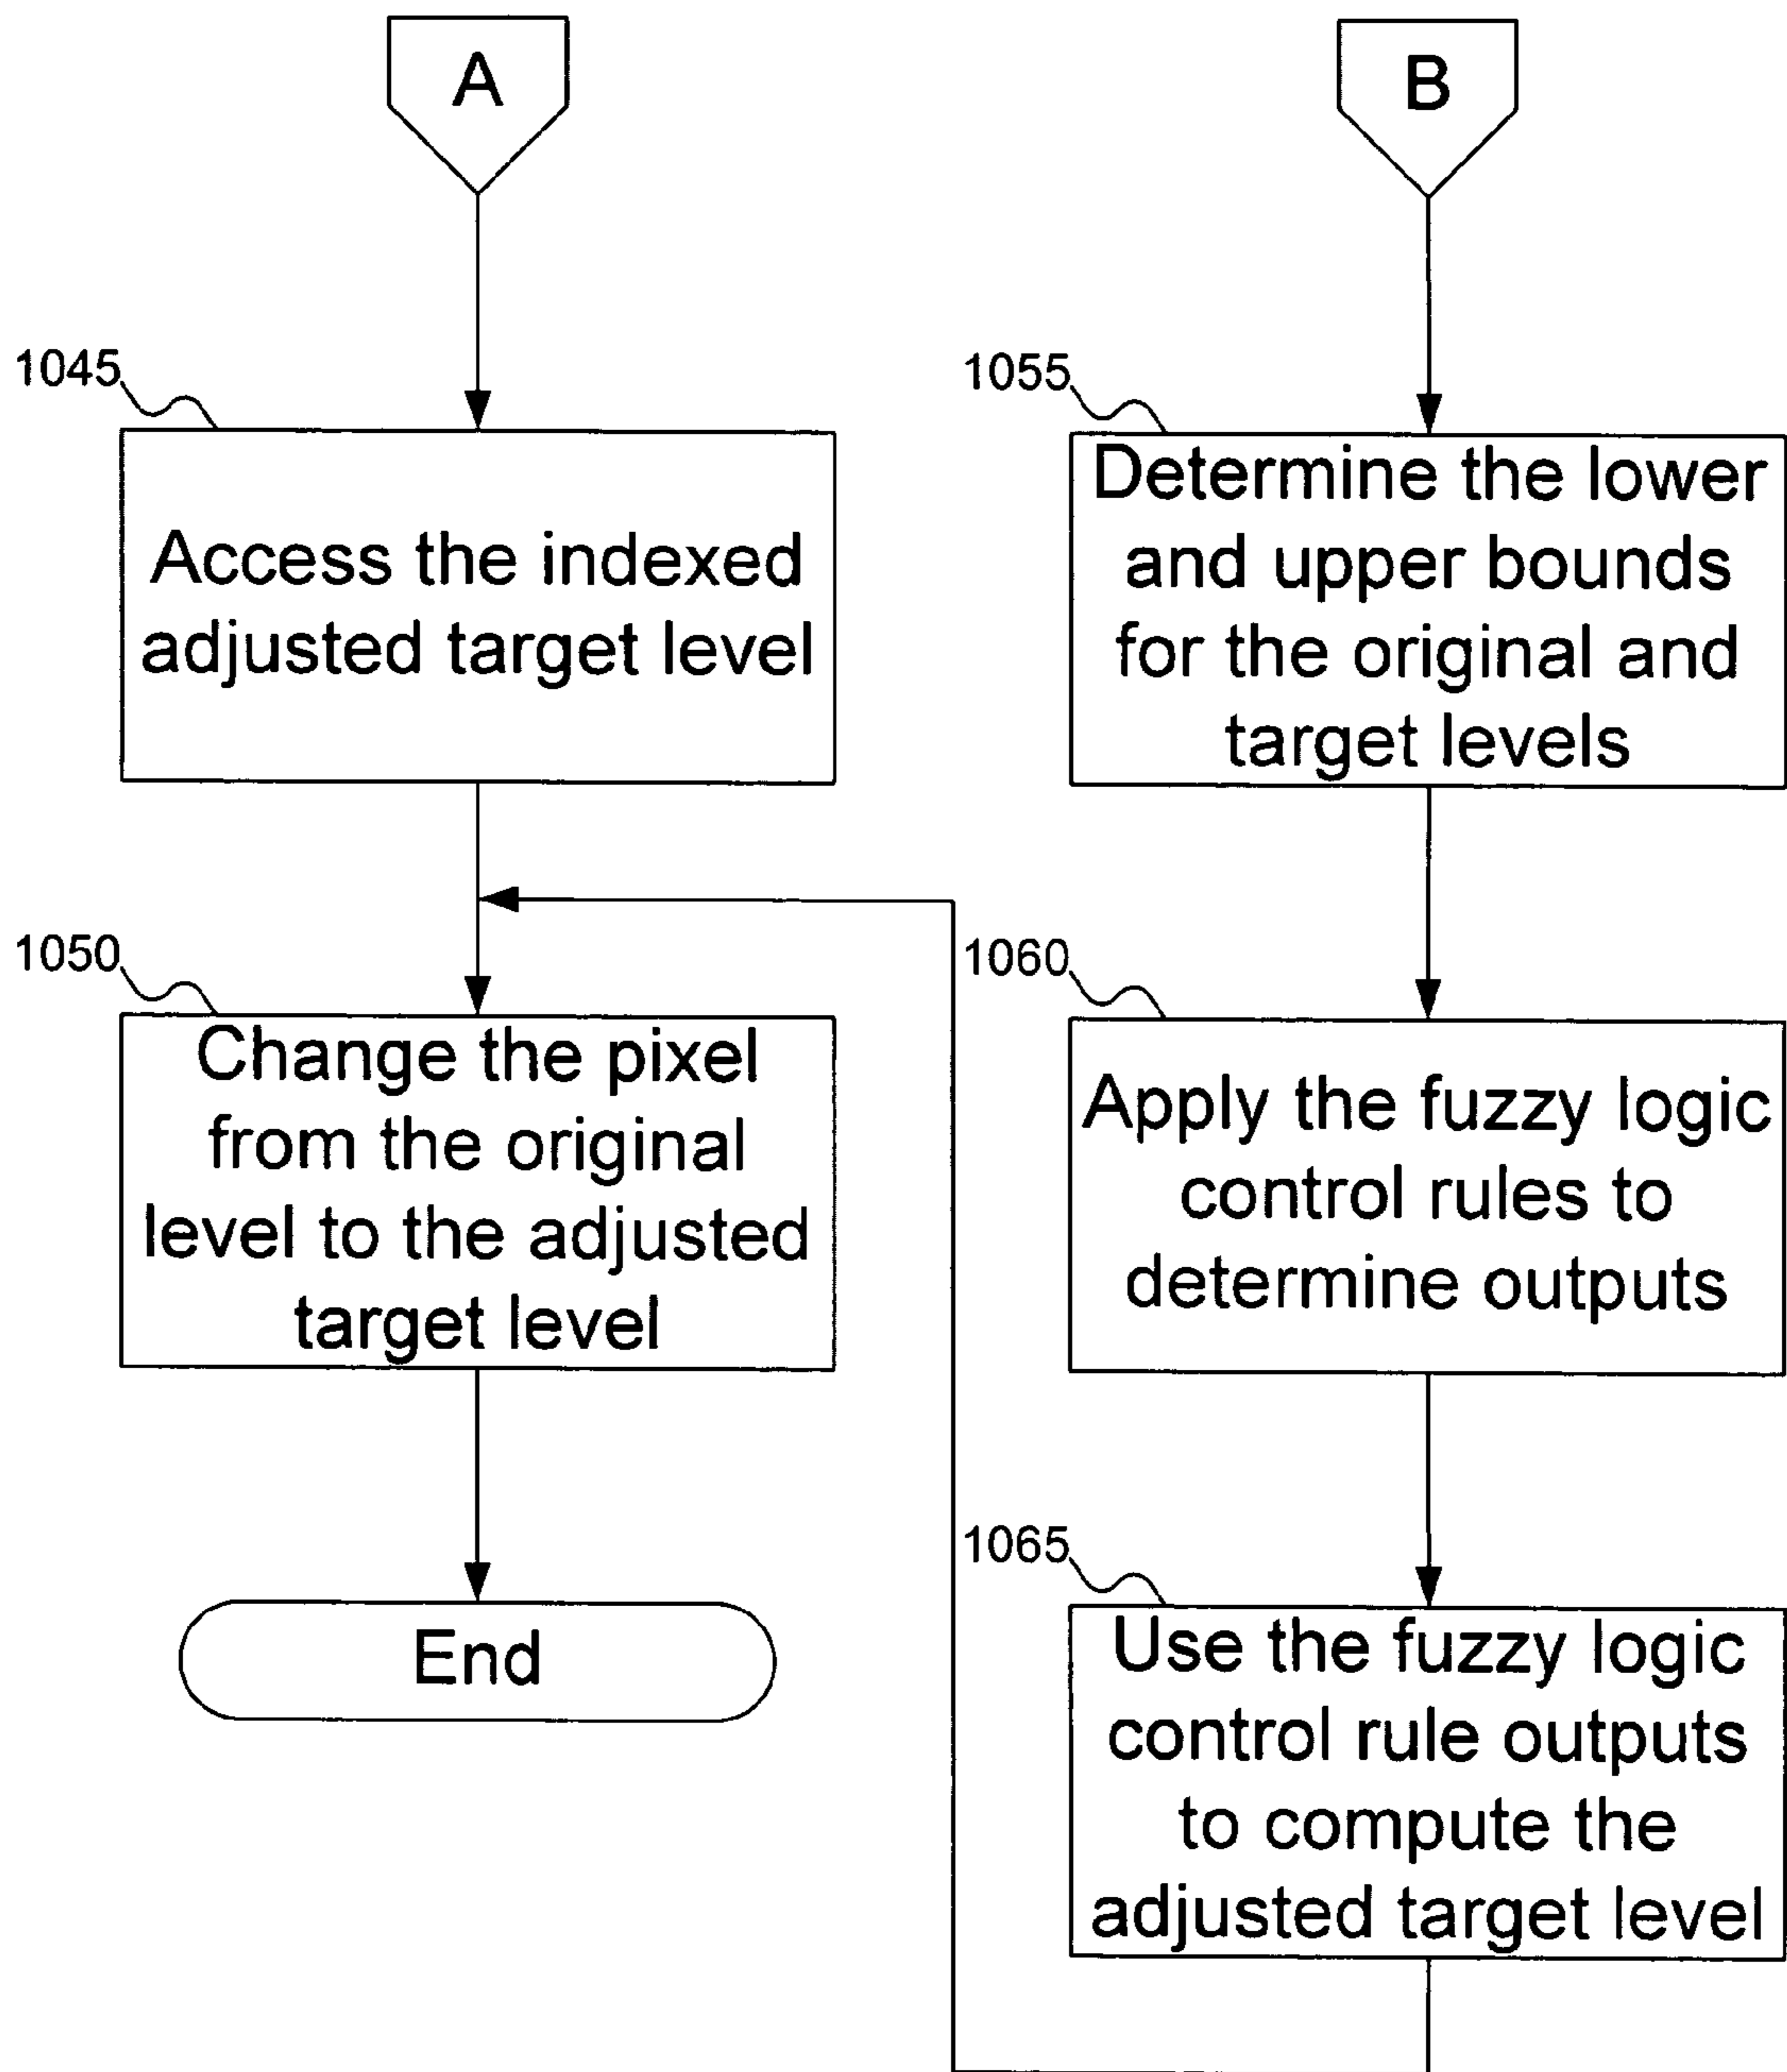 A
1045
Access the indexed
adjusted target level
1050
Change the pixel
from the original
level to the adjusted
target level
End
B
1055
Determine the lower
and upper bounds
for the original and
target levels
1060
Apply the fuzzy logic
control rules to
determine outputs
1065
Use the fuzzy logic
control rule outputs
to compute the
adjusted target level